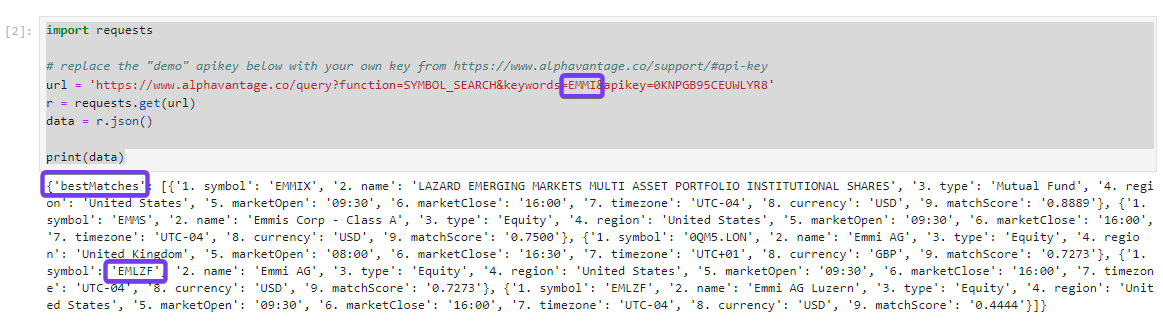 [2]:
import requests
# replace the "demo" apikey below with your own key from https://www.alphavantage.co/support/#api-key
url = 'https://www.alphavantage.co/query?function=SYMBOL_SEARCH&keywords=EMMI&apikey=0KNPGB95CEUWLYR8'
r = requests.get(url)
data = r.json()
print(data)
{'bestMatches': [{'1. symbol': 'EMMIX', '2. name': 'LAZARD EMERGING MARKETS MULTI ASSET PORTFOLIO INSTITUTIONAL SHARES', '3. type': 'Mutual Fund', '4. regi
on': 'United States', '5. marketOpen': '09:30', '6. marketClose': '16:00', '7. timezone': 'UTC-04', '8. currency': 'USD', '9. matchScore': '0.8889'}, {'1.
symbol': 'EMMS', '2. name': 'Emmis Corp - Class A', '3. type': 'Equity', '4. region': 'United States', '5. marketOpen': '09:30', '6. marketClose': '16:00',
'7. timezone': 'UTC-04', '8. currency': 'USD', '9. matchScore': '0.7500'}, {'1. symbol': '0QM5.LON', '2. name': 'Emmi AG', '3. type': 'Equity', '4. regio
n': 'United Kingdom', '5. marketOpen': '08:00', '6. marketClose': '16:30', '7. timezone': 'UTC+01', '8. currency': 'GBP', '9. matchScore': '0.7273'}, {'1.
symbol': 'EMLZF', '2. name': 'Emmi AG', '3. type': 'Equity', '4. region': 'United States', '5. marketOpen': '09:30', '6. marketClose': '16:00', '7. timezon
e': 'UTC-04', '8. currency': 'USD', '9. matchScore': '0.7273'}, {'1. symbol': 'EMLZF', '2. name': 'Emmi AG Luzern', '3. type': 'Equity', '4. region': 'Unit
ed States', '5. marketOpen': '09:30', '6. marketClose': '16:00', '7. timezone': 'UTC-04', '8. currency': 'USD', '9. matchScore': '0.4444'}]}